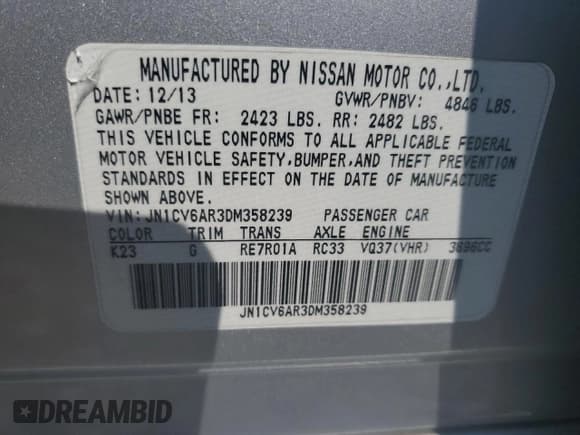 MANUFACTURED BY NISSAN MOTOR CO.,LTD.
DATE: 12/13 GVWR/PNBV: 4846 LBS.
GAWR/PNBE FR: 2423 LBS. RR: 2482 LBS.
THIS VEHICLE CONFORMS TO ALL APPLICABLE FEDERAL
MOTOR VEHICLE SAFETY,BUMPER,AND THEFT PREVENTION
STANDARDS IN EFFECT ON THE DATE OF MANUFACTURE
SHOWN ABOVE.
VIN: JN1CV6AR3DM358239 PASSENGER CAR
COLOR TRIM TRANS AXLE ENGINE
K23 G RE7R01A RC33 VQ37(VHR) 3696CC
JN1CV6AR3DM358239
DREAMBID